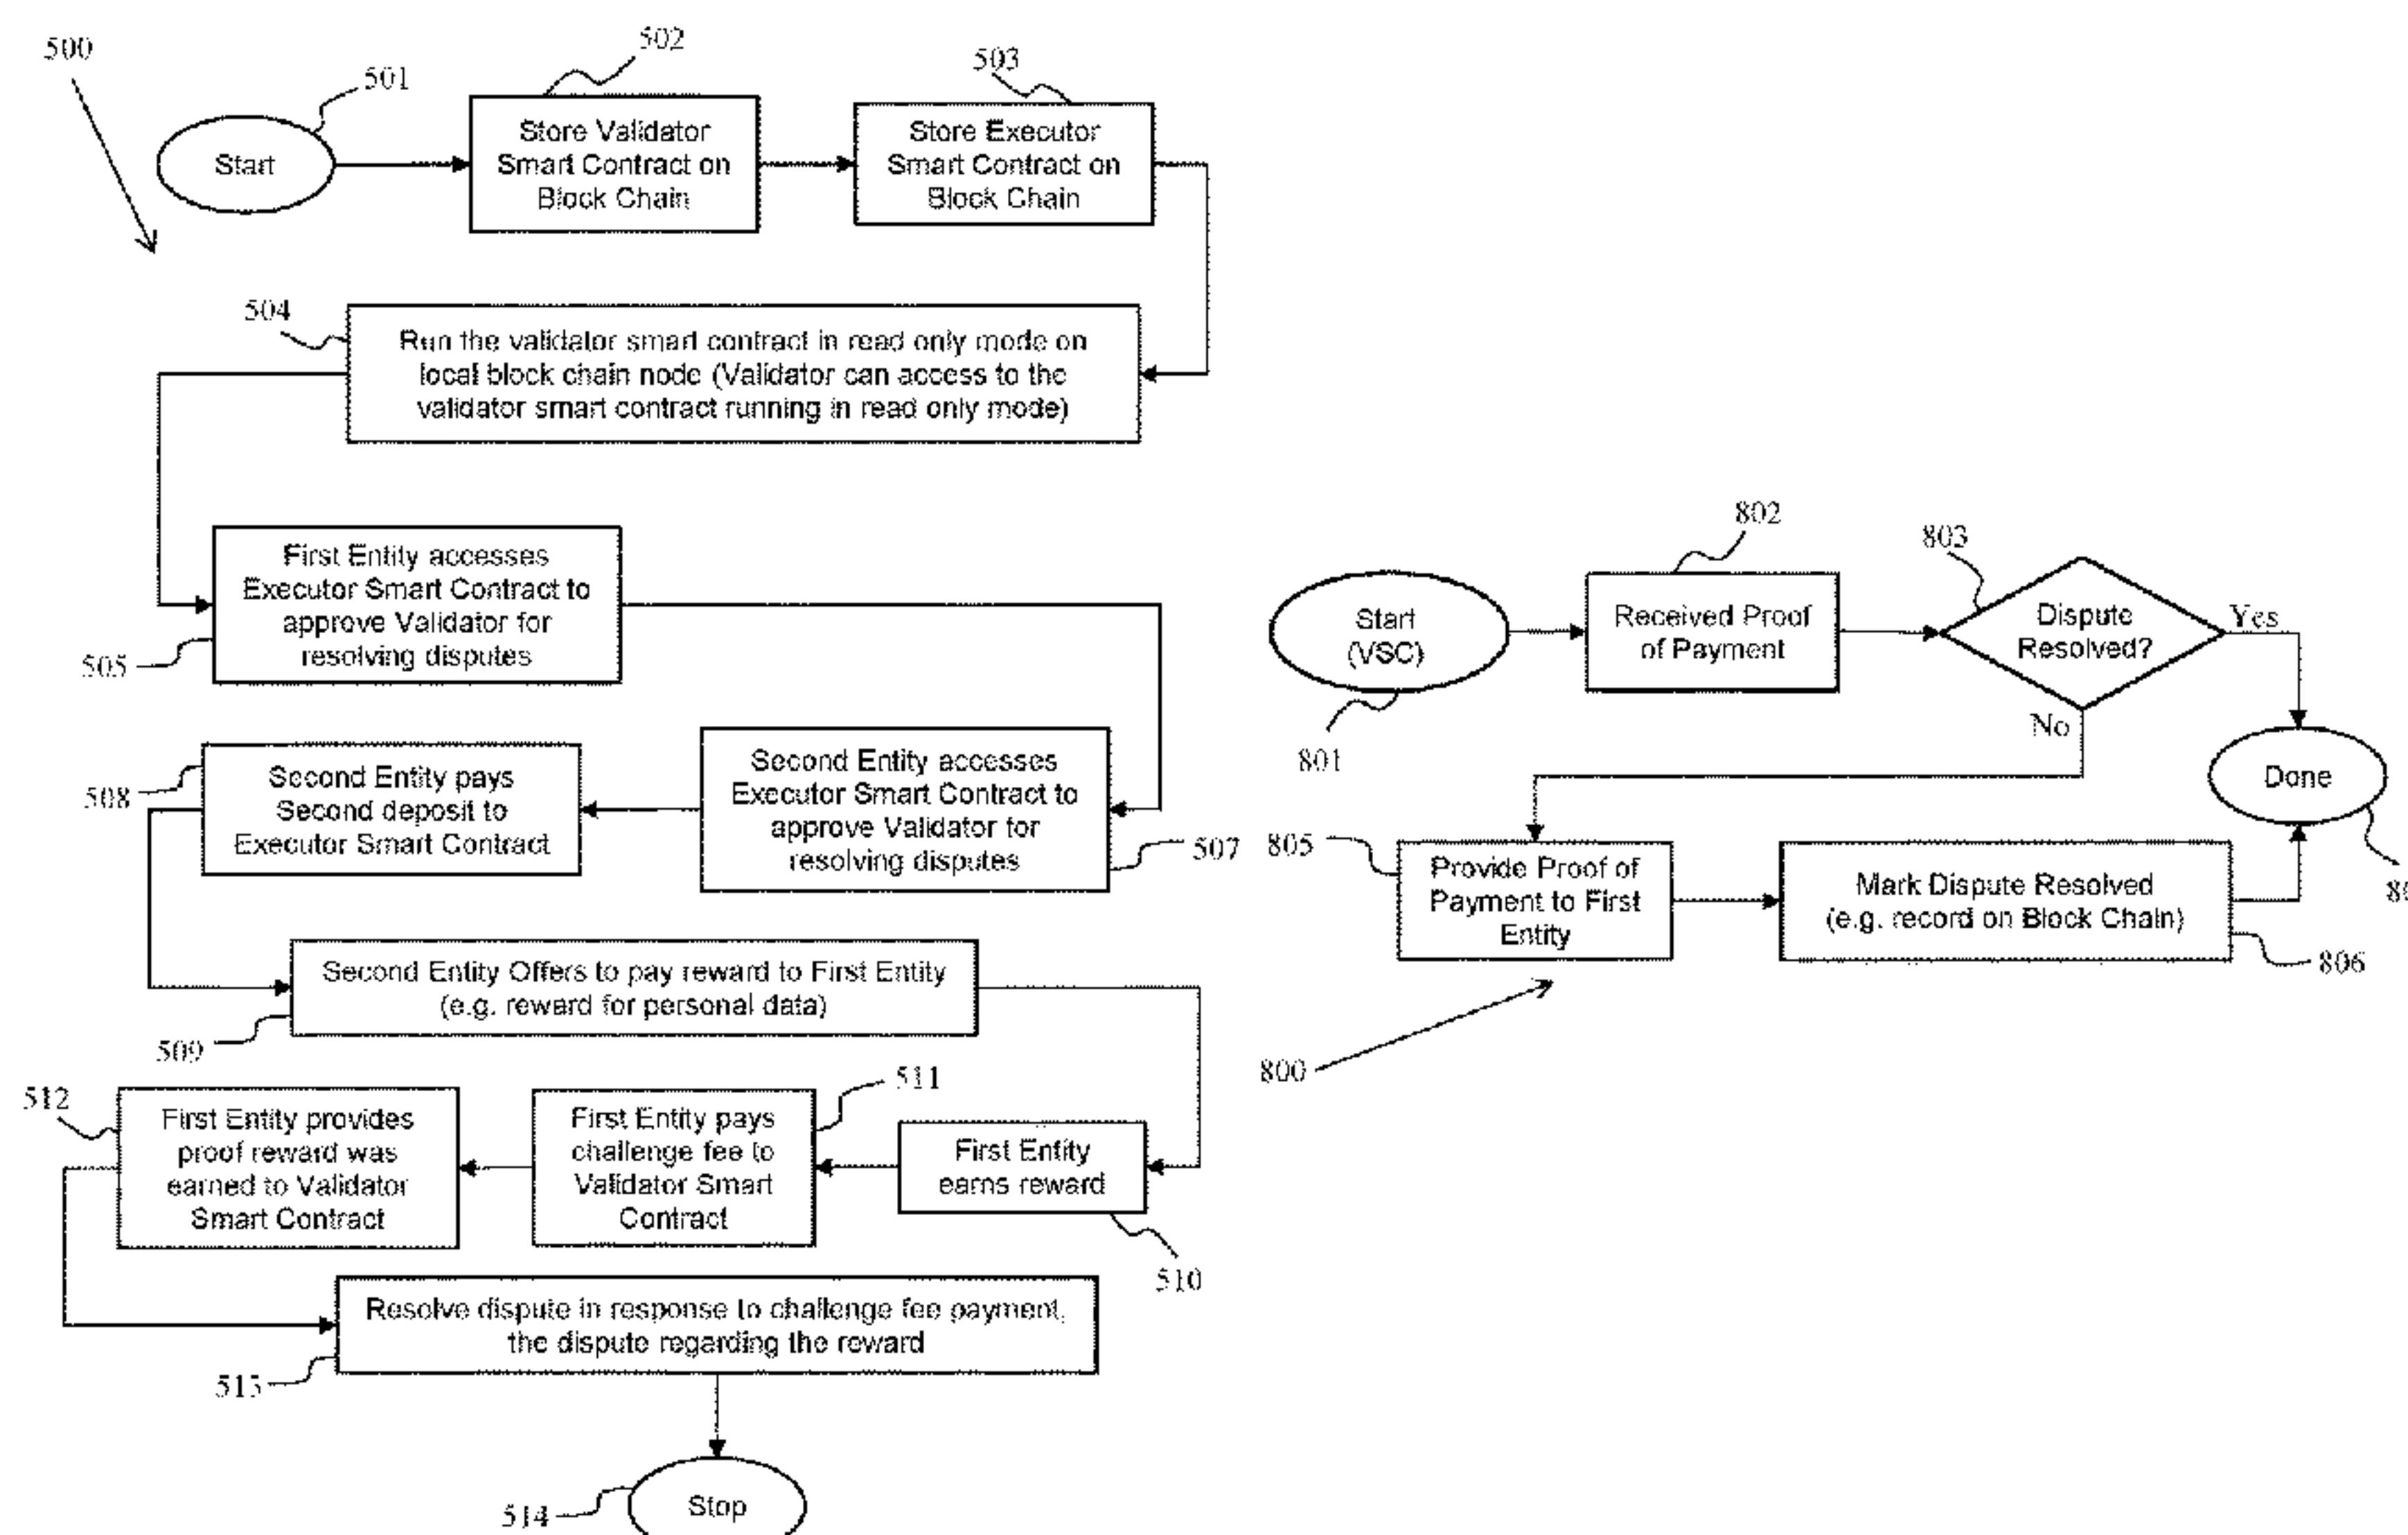 500
501
502
503
Start
Store Validator
Smart Contract on
Block Chain
Store Executor
Smart Contract on
Block Chain
504
Run the validator smart contract in read only mode on
local block chain node (Validator can access to the
validator smart contract running in read only mode)
First Entity accesses
Executor Smart Contract to
approve Validator for
resolving disputes
505
Second Entity accesses
Executor Smart Contract to
approve Validator for
resolving disputes
507
Second Entity pays
Second deposit to
Executor Smart Contract
508
Second Entity Offers to pay reward to First Entity
(e.g. reward for personal data)
509
First Entity
earns reward
510
511
First Entity pays
challenge fee to
Validator Smart
Contract
512
First Entity provides
proof reward was
earned to Validator
Smart Contract
Resolve dispute in response to challenge fee payment,
the dispute regarding the reward
513
Stop
514
802
803
Start
(VSC)
801
Received Proof
of Payment
Dispute
Resolved?
Yes
No
Done
805
Provide Proof of
Payment to First
Entity
Mark Dispute Resolved
(e.g. record on Block Chain)
806
800